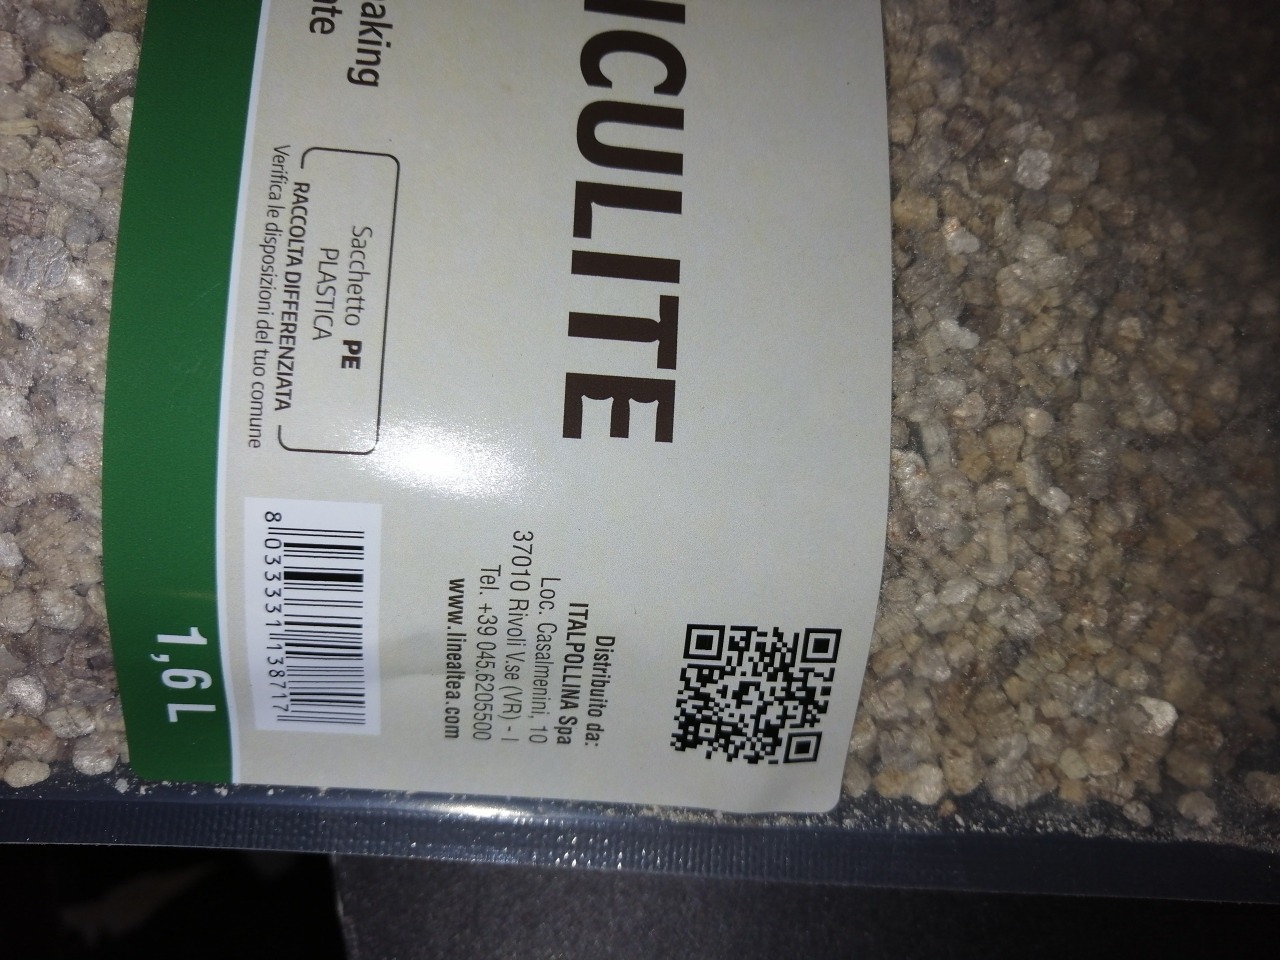 ICULITE
aking
Sacchetto PE
PLASTICA
RACCOLTA DIFFERENZIATA
Verifica le disposizioni del tuo comune
Distribuito da:
ITALPOLLINA Spa
Loc. Casalmenini, 10
37010 Rivoli V.se (VR) - I
Tel. +39 045.6205500
www.linealtea.com
8 033331 138717
1,6 L